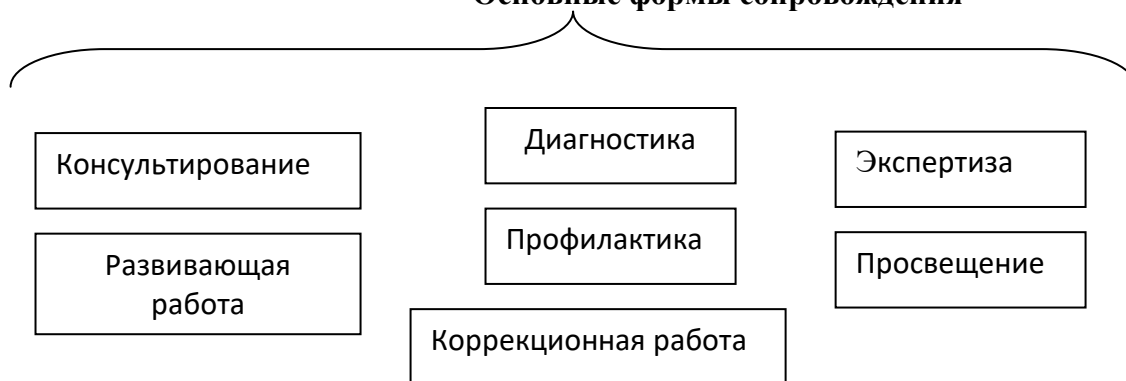 Основные формы сопровождения
Консультирование
Диагностика
Экспертиза
Развивающая
работа
Профилактика
Просвещение
Коррекционная работа